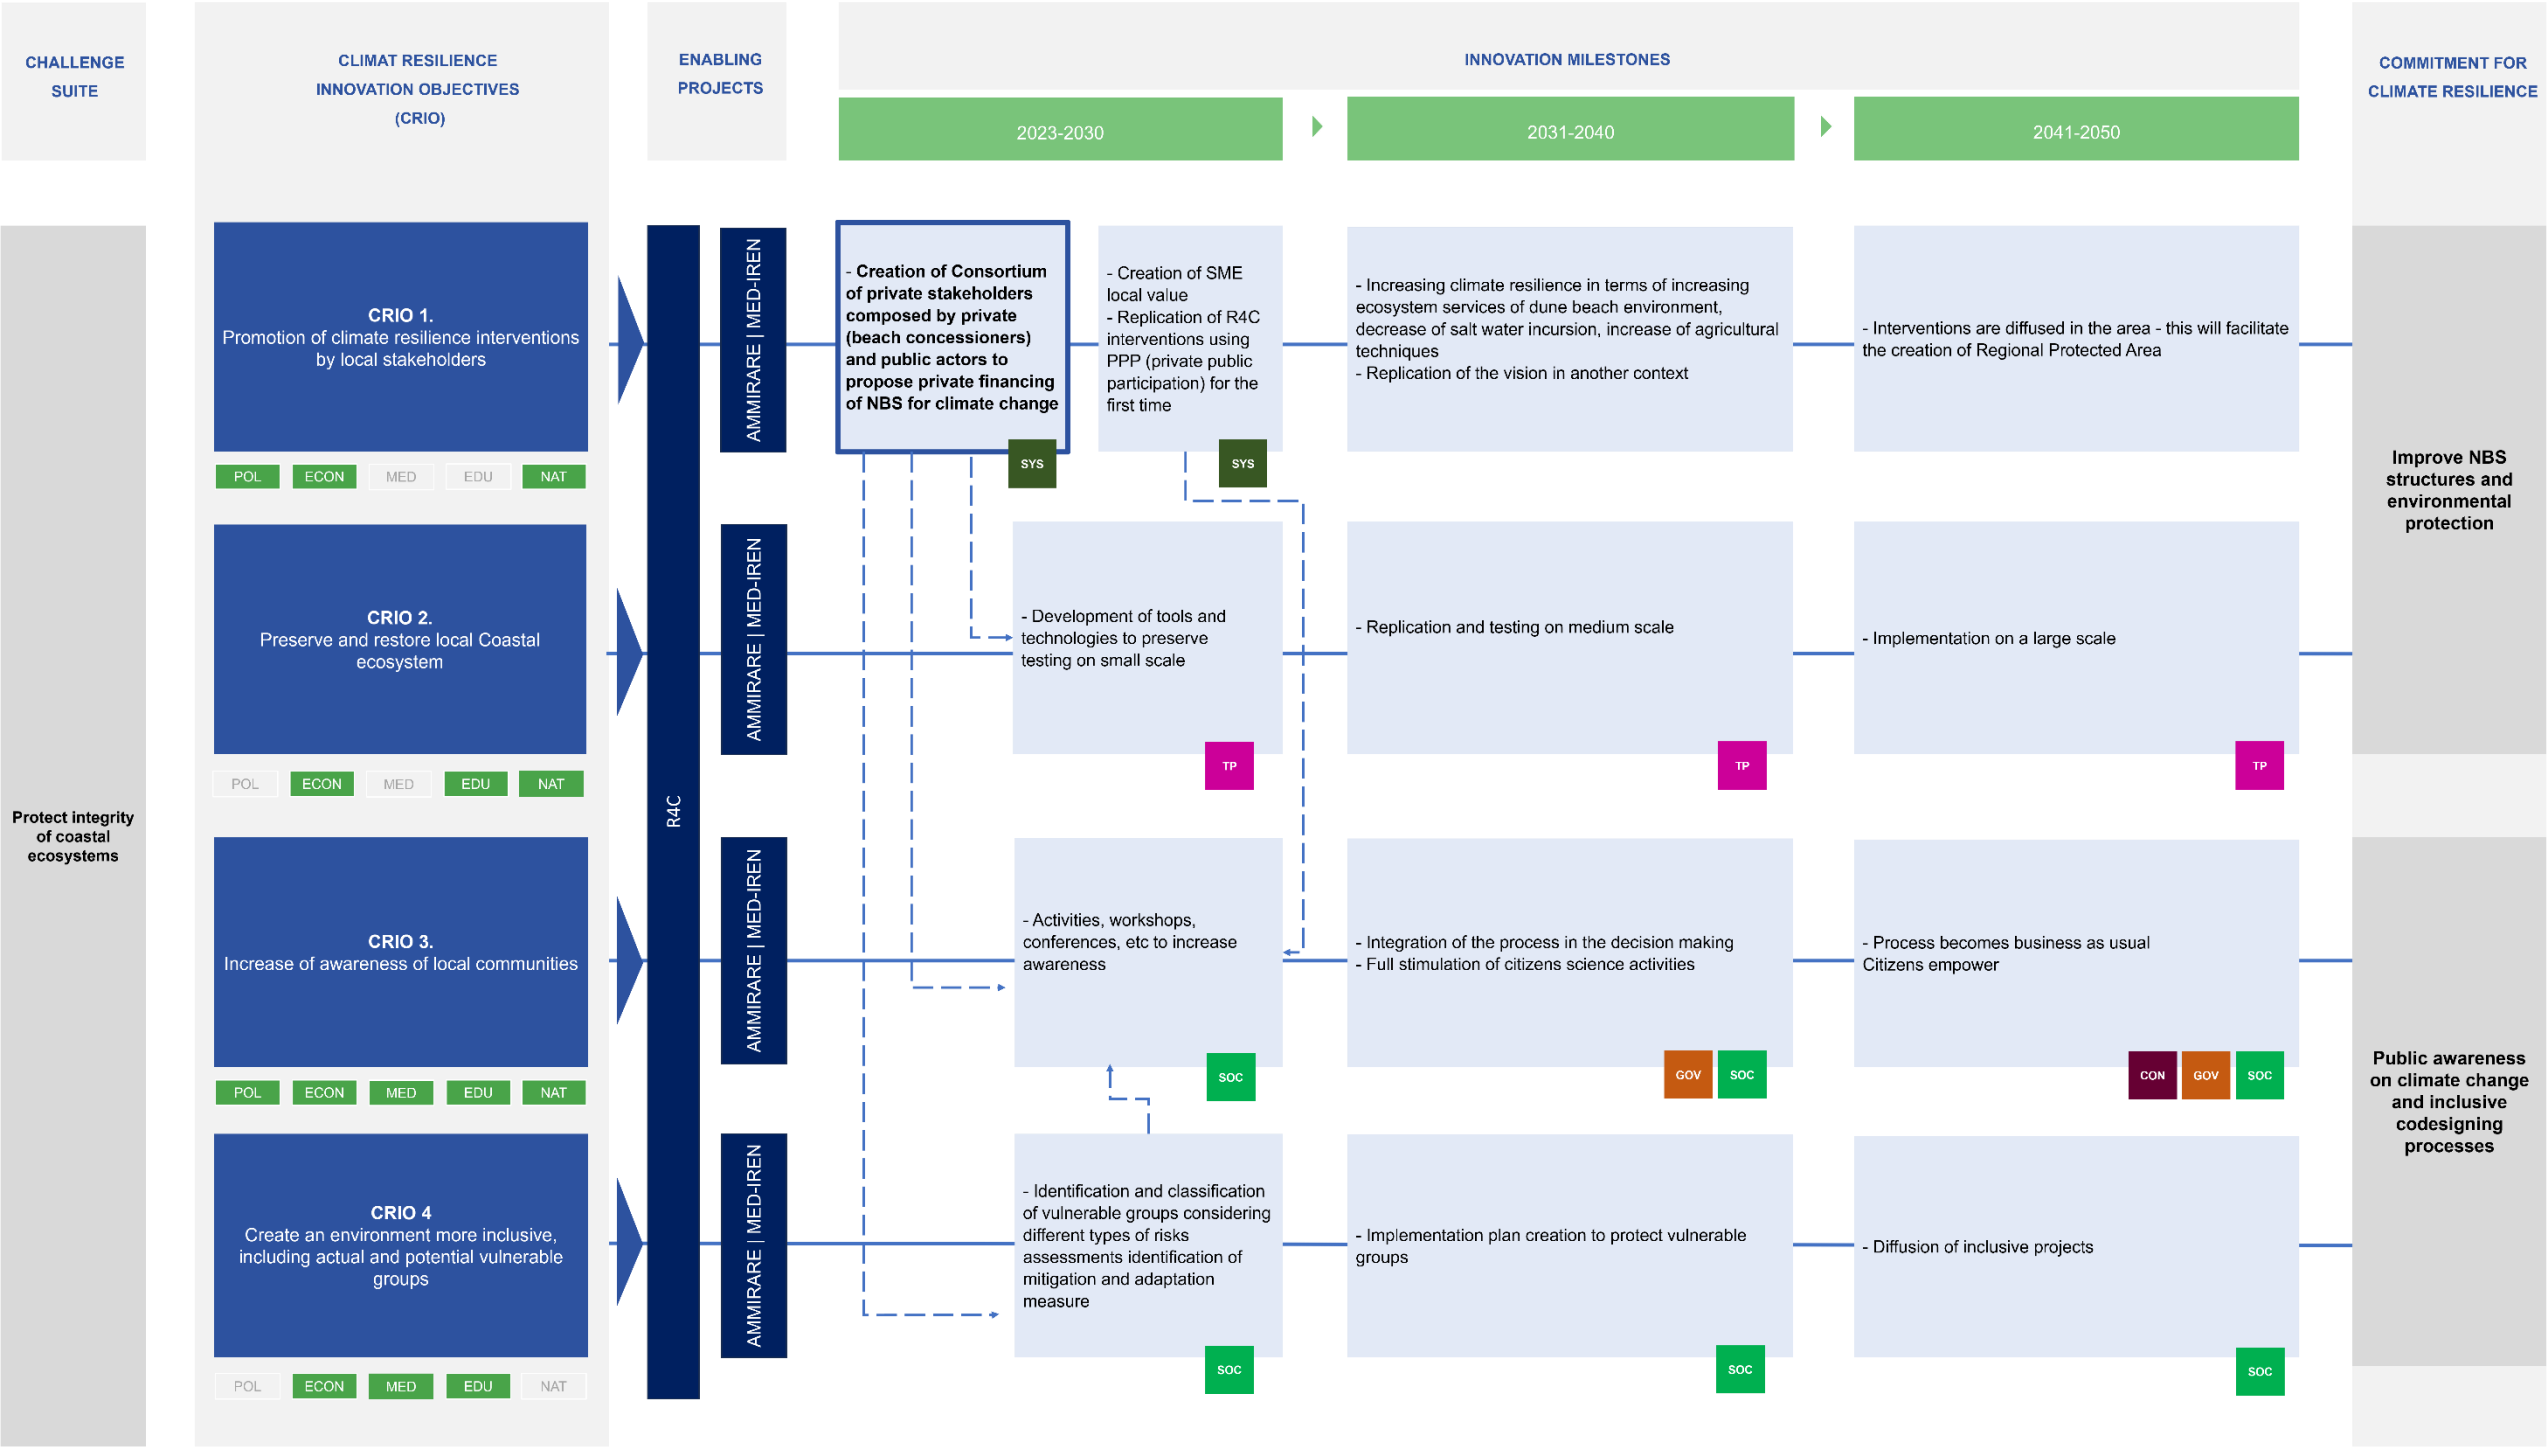 CHALLENGE
SUITE
CLIMAT RESILIENCE
INNOVATION OBJECTIVES
(CRIO)
ENABLING
PROJECTS
INNOVATION MILESTONES
COMMITMENT FOR
CLIMATE RESILIENCE
2023-2030
2031-2040
2041-2050
Protect integrity
of coastal
ecosystems
R4C
CRIO 1.
Promotion of climate resilience interventions
by local stakeholders
POL
ECON
MED
EDU
NAT
AMMIRARE | MED-IREN
- Creation of Consortium
of private stakeholders
composed by private
(beach concessioners)
and public actors to
propose private financing
of NBS for climate change
SYS
- Creation of SME
local value
- Replication of R4C
interventions using
PPP (private public
participation) for the
first time
SYS
- Increasing climate resilience in terms of increasing
ecosystem services of dune beach environment,
decrease of salt water incursion, increase of agricultural
techniques
- Replication of the vision in another context
- Interventions are diffused in the area - this will facilitate
the creation of Regional Protected Area
Improve NBS
structures and
environmental
protection
CRIO 2.
Preserve and restore local Coastal
ecosystem
POL
ECON
MED
EDU
NAT
AMMIRARE | MED-IREN
- Development of tools and
technologies to preserve
testing on small scale
TP
- Replication and testing on medium scale
TP
- Implementation on a large scale
TP
CRIO 3.
Increase of awareness of local communities
POL
ECON
MED
EDU
NAT
AMMIRARE | MED-IREN
- Activities, workshops,
conferences, etc to increase
awareness
SOC
- Integration of the process in the decision making
- Full stimulation of citizens science activities
GOV
SOC
- Process becomes business as usual
Citizens empower
CON
GOV
SOC
Public awareness
on climate change
and inclusive
codesigning
processes
CRIO 4
Create an environment more inclusive,
including actual and potential vulnerable
groups
POL
ECON
MED
EDU
NAT
AMMIRARE | MED-IREN
- Identification and classification
of vulnerable groups considering
different types of risks
assessments identification of
mitigation and adaptation
measure
SOC
- Implementation plan creation to protect vulnerable
groups
SOC
- Diffusion of inclusive projects
SOC